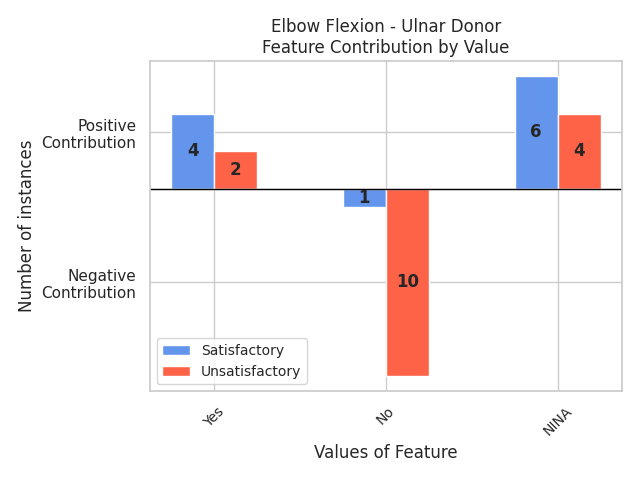 Elbow Flexion - Ulnar Donor
Feature Contribution by Value
Number of instances
Positive
Contribution
Negative
Contribution
4
2
1
10
6
4
Satisfactory
Unsatisfactory
Yes
No
NINA
Values of Feature